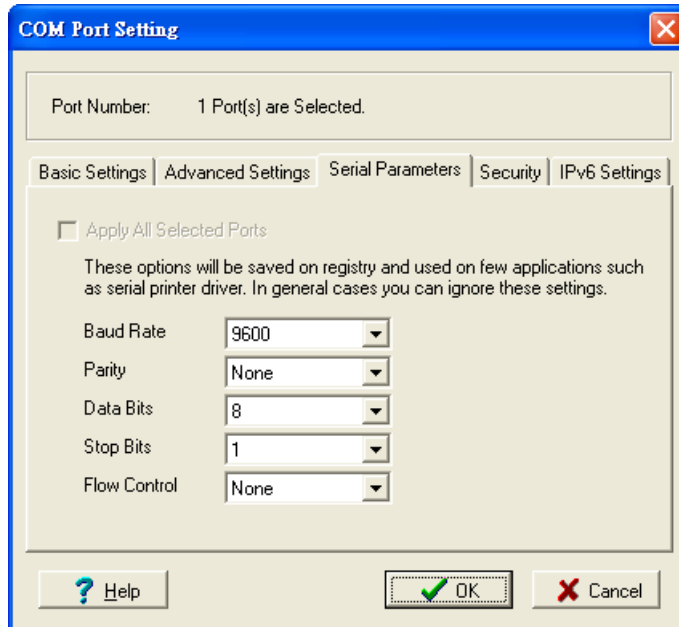 COM Port Setting
Port Number: 1 Port(s) are Selected.
Basic Settings Advanced Settings Serial Parameters Security IPv6 Settings
Apply All Selected Ports
These options will be saved on registry and used on few applications such
as serial printer driver. In general cases you can ignore these settings.
Baud Rate 9600
Parity None
Data Bits 8
Stop Bits 1
Flow Control None
? Help OK Cancel